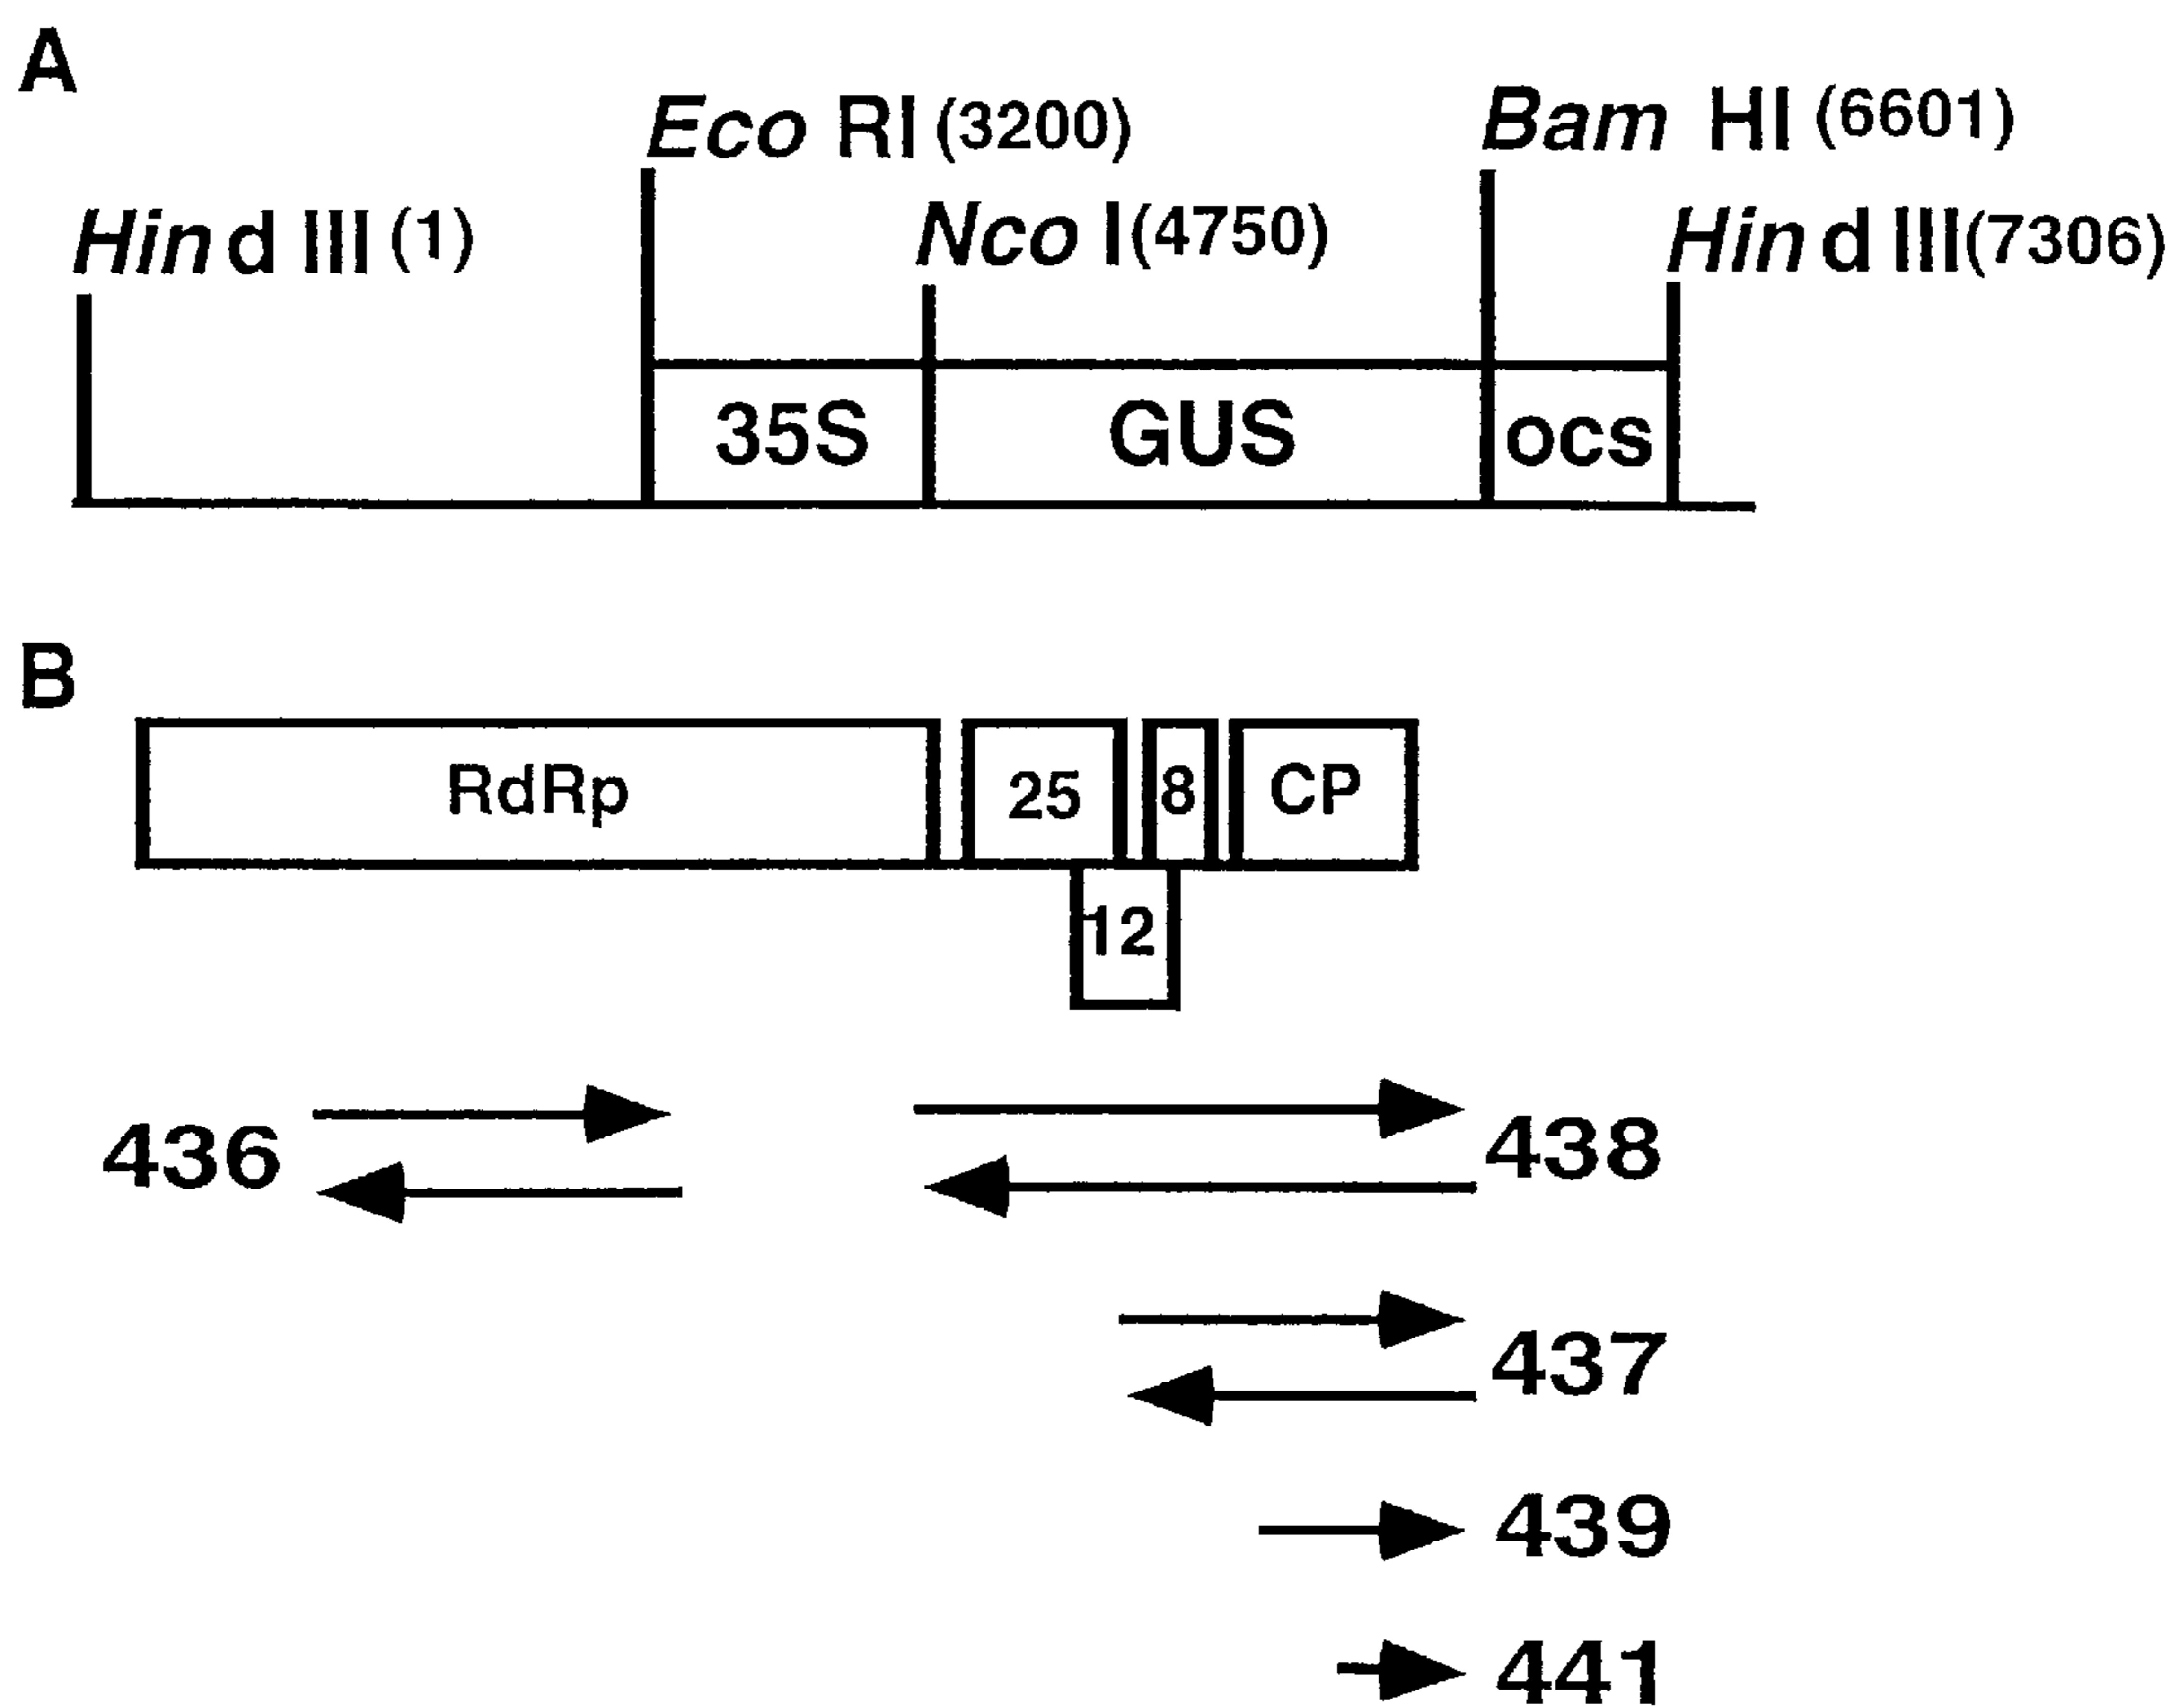 A
Eco RI (3200)
Bam HI (6601)
Hind III (1)
Nco I (4750)
Hind III (7306)
35S
GUS
ocs
B
RdRp
25
8
CP
12
436
438
437
439
441